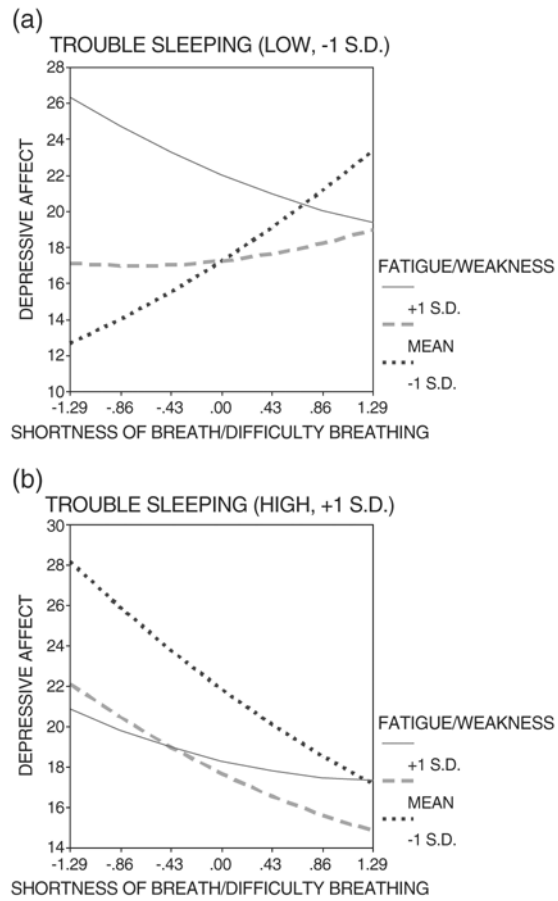 (a)
TROUBLE SLEEPING (LOW, -1 S.D.)
28
26
24
22
20
18
16
14
12
10
DEPRESSIVE AFFECT
-1.29 -.86 -.43 .00 .43 .86 1.29
SHORTNESS OF BREATH/DIFFICULTY BREATHING
FATIGUE/WEAKNESS
+1 S.D.
MEAN
-1 S.D.
(b)
TROUBLE SLEEPING (HIGH, +1 S.D.)
30
28
26
24
22
20
18
16
14
DEPRESSIVE AFFECT
-1.29 -.86 -.43 .00 .43 .86 1.29
SHORTNESS OF BREATH/DIFFICULTY BREATHING
FATIGUE/WEAKNESS
+1 S.D.
MEAN
-1 S.D.